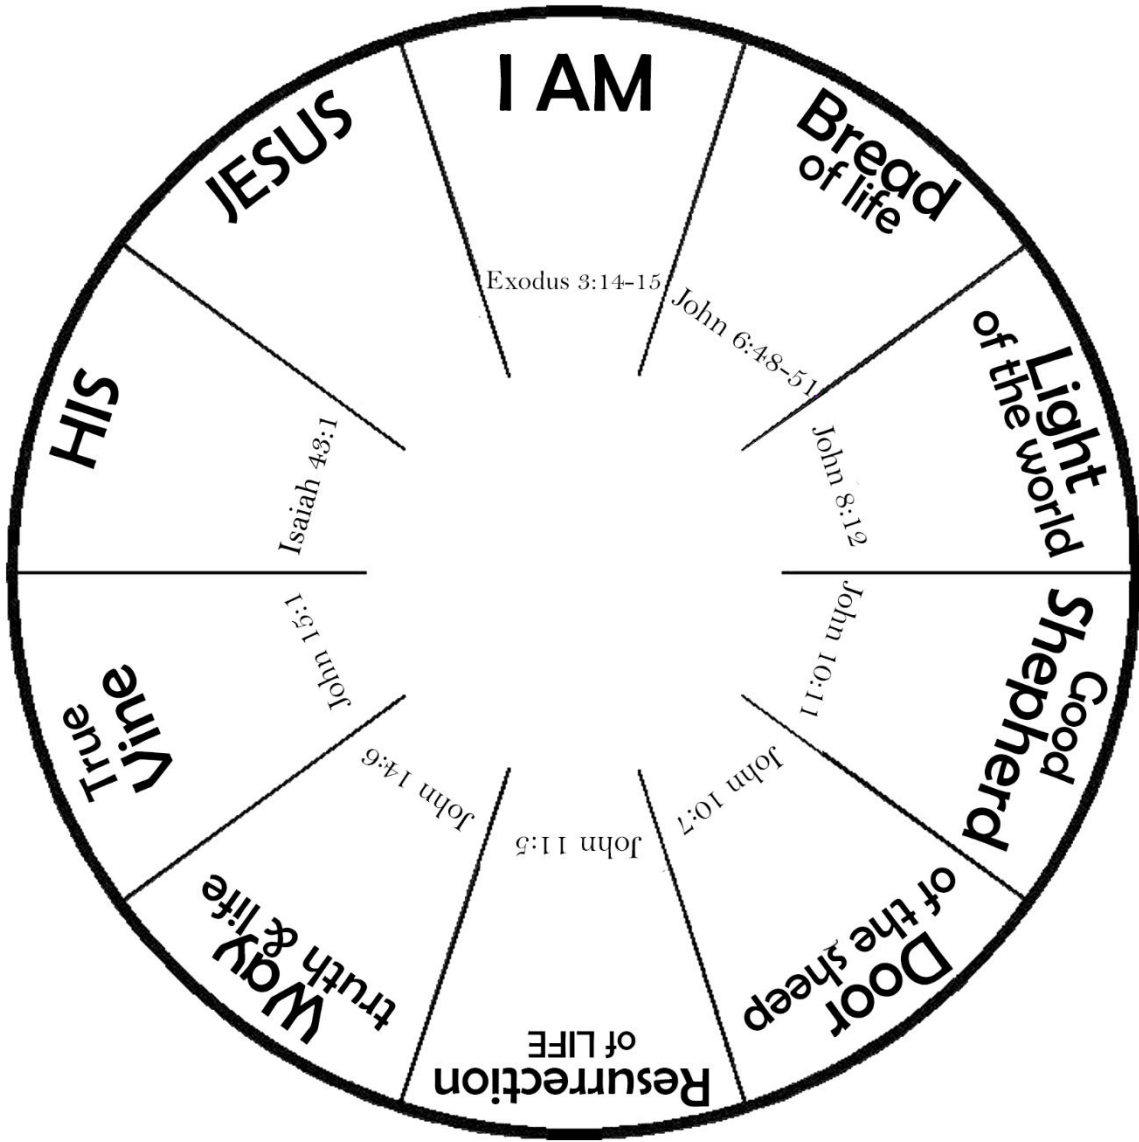 I AM
Exodus 3:14-15
Bread
of life
John 6:48-51
Light
of the world
John 8:12
Good
Shepherd
John 10:11
Door
of the sheep
John 10:7
Resurrection
of LIFE
John 11:5
Way
truth & life
John 14:6
True
Vine
John 15:1
HIS
Isaiah 43:1
JESUS